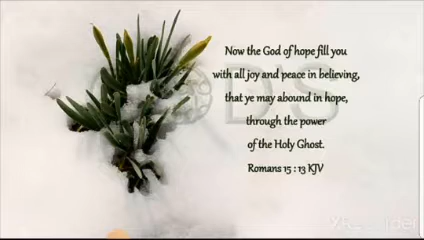 Now the God of hope fill you
with all joy and peace in believing,
that ye may abound in hope,
through the power
of the Holy Ghost.
Romans 15 : 13 KJV